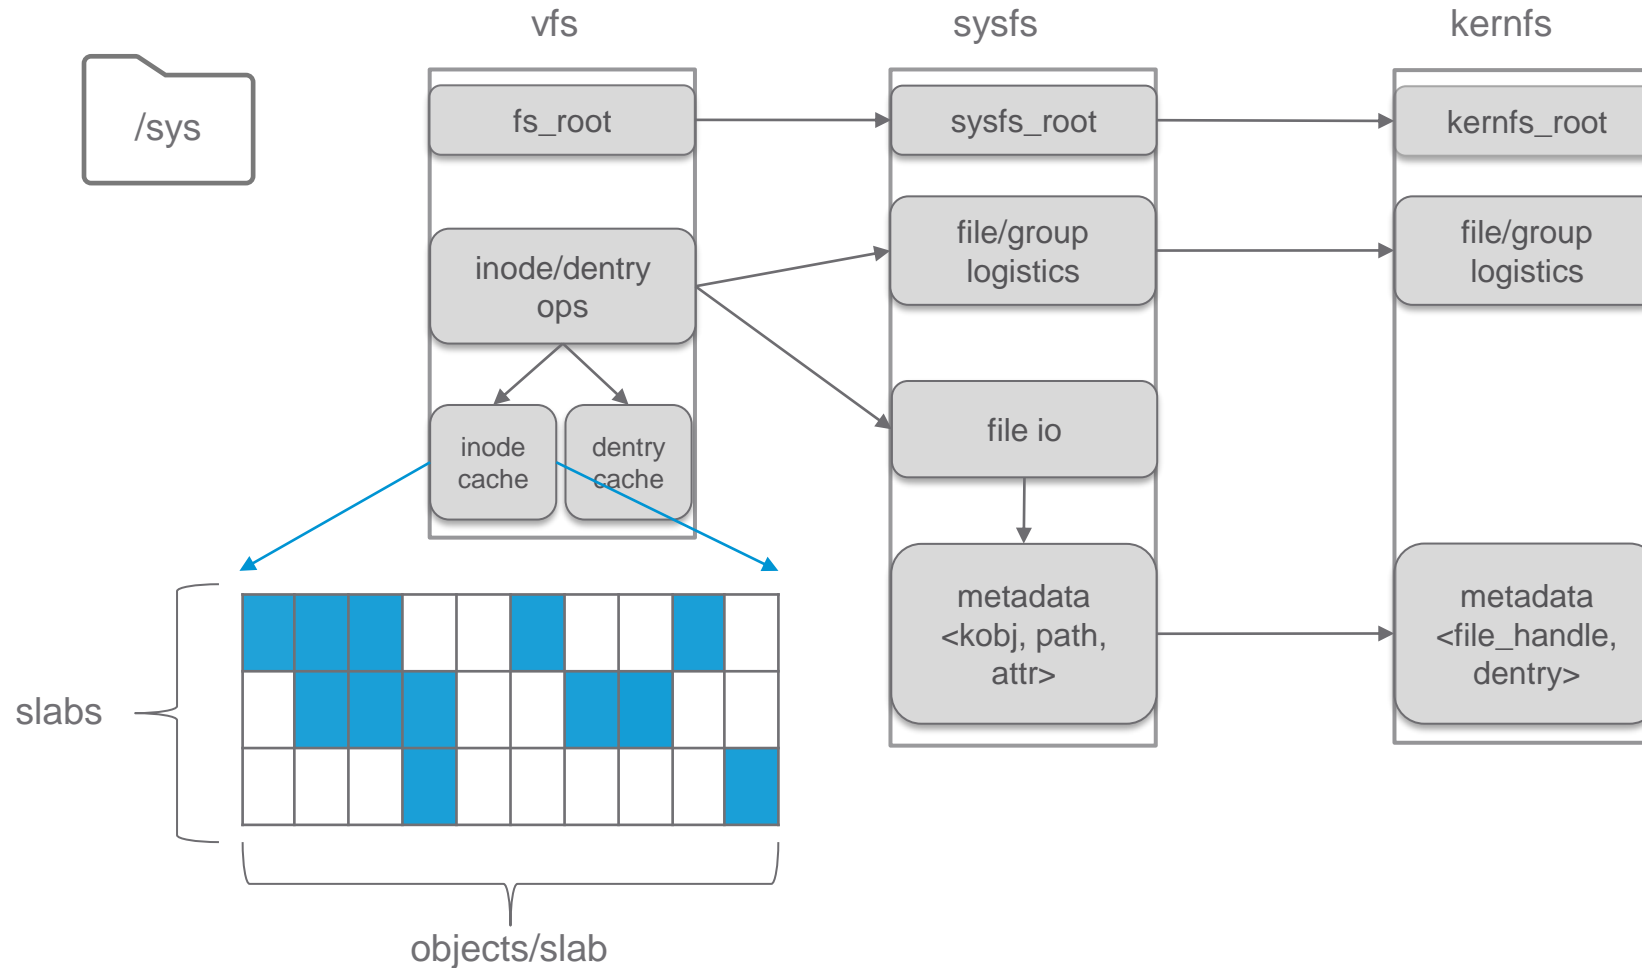 vfs
sysfs
kernfs
/sys
fs_root
sysfs_root
kernfs_root
file/group
logistics
file/group
logistics
inode/dentry
ops
file io
inode
cache
dentry
cache
metadata
<kobj, path,
attr>
metadata
<file_handle,
dentry>
slabs
objects/slab